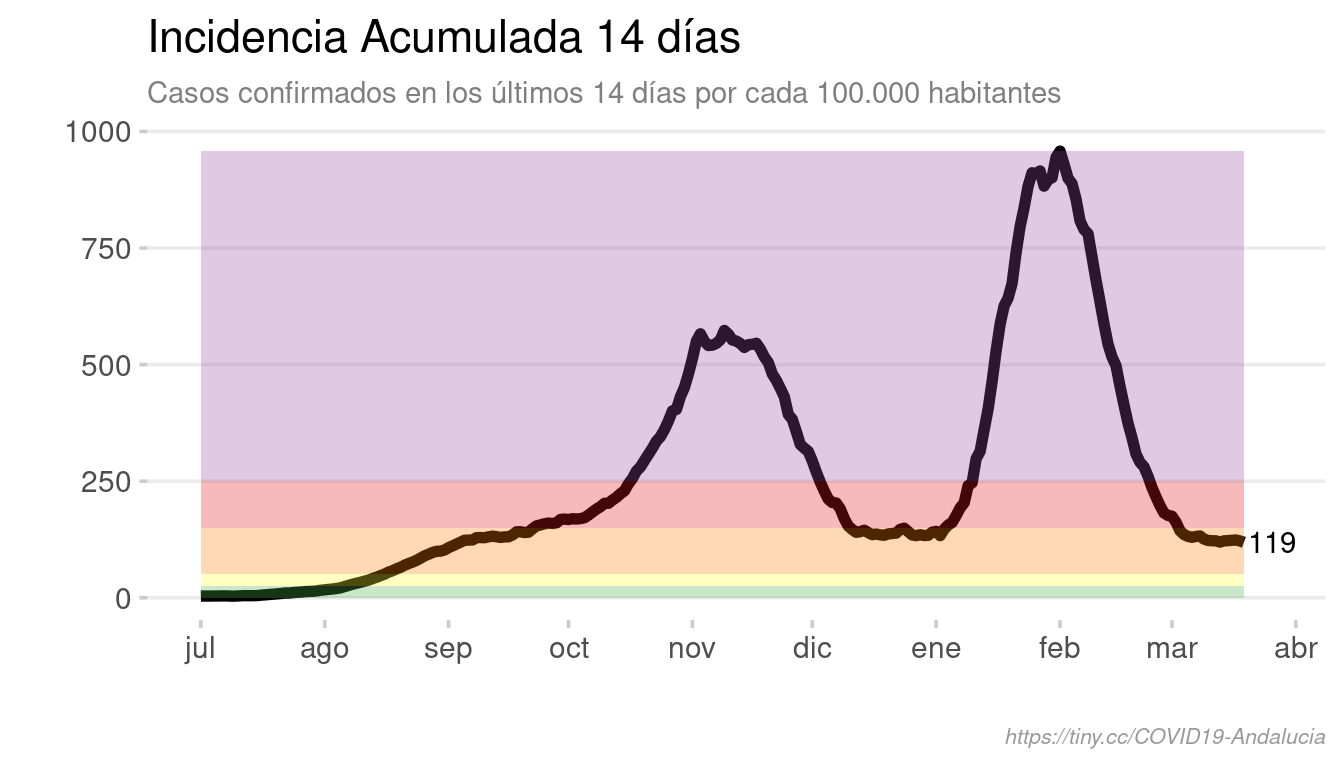 Incidencia Acumulada 14 días
Casos confirmados en los últimos 14 días por cada 100.000 habitantes
1000
750
500
250
0
119
jul ago sep oct nov dic ene feb mar abr
https://tiny.cc/COVID19-Andalucia